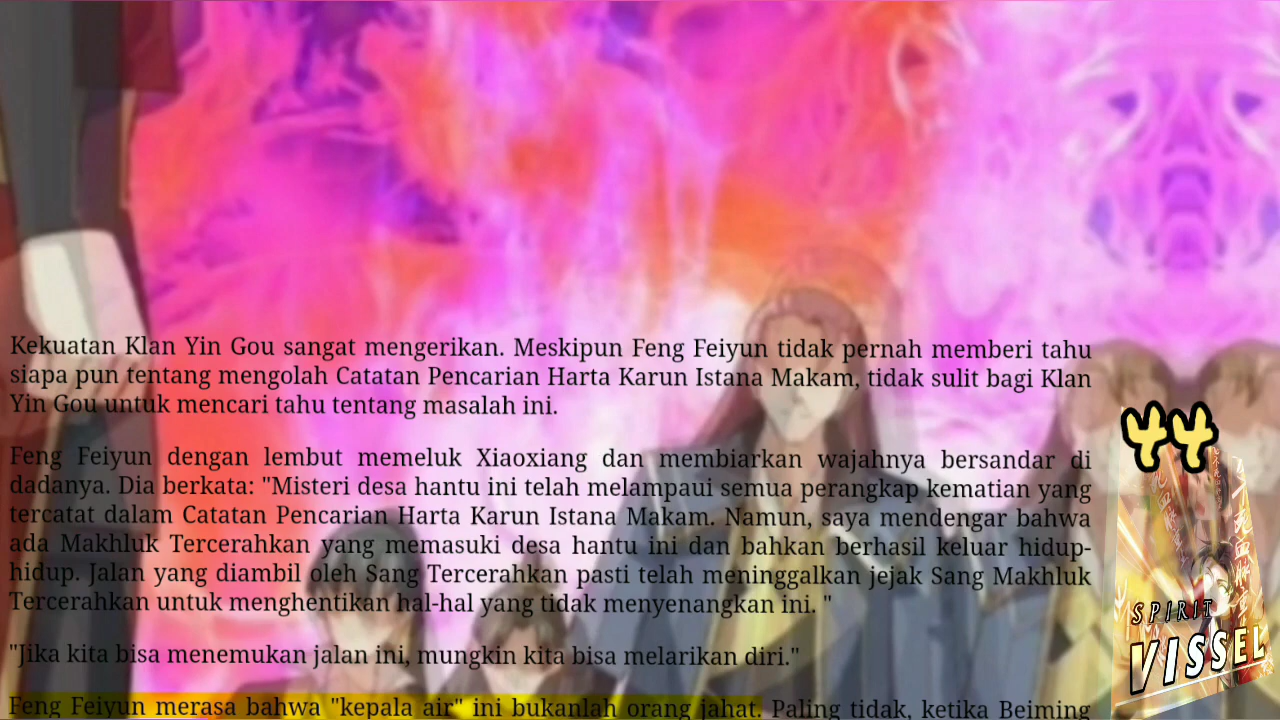 Kekuatan Klan Yin Gou sangat mengerikan. Meskipun Feng Feiyun tidak pernah memberi tahu
siapa pun tentang mengolah Catatan Pencarian Harta Karun Istana Makam, tidak sulit bagi Klan
Yin Gou untuk mencari tahu tentang masalah ini.
Feng Feiyun dengan lembut memeluk Xiaoxiang dan membiarkan wajahnya bersandar di
dadanya. Dia berkata: "Misteri desa hantu ini telah melampaui semua perangkap kematian yang
tercatat dalam Catatan Pencarian Harta Karun Istana Makam. Namun, saya mendengar bahwa
ada Makhluk Tercerahkan yang memasuki desa hantu ini dan bahkan berhasil keluar hidup-
hidup. Jalan yang diambil oleh Sang Tercerahkan pasti telah meninggalkan jejak Sang Makhluk
Tercerahkan untuk menghentikan hal-hal yang tidak menyenangkan ini. "
"Jika kita bisa menemukan jalan ini, mungkin kita bisa melarikan diri."
Feng Feiyun merasa bahwa "kepala air" ini bukanlah orang jahat. Paling tidak, ketika Beiming
44
SPIRIT
VISSEL